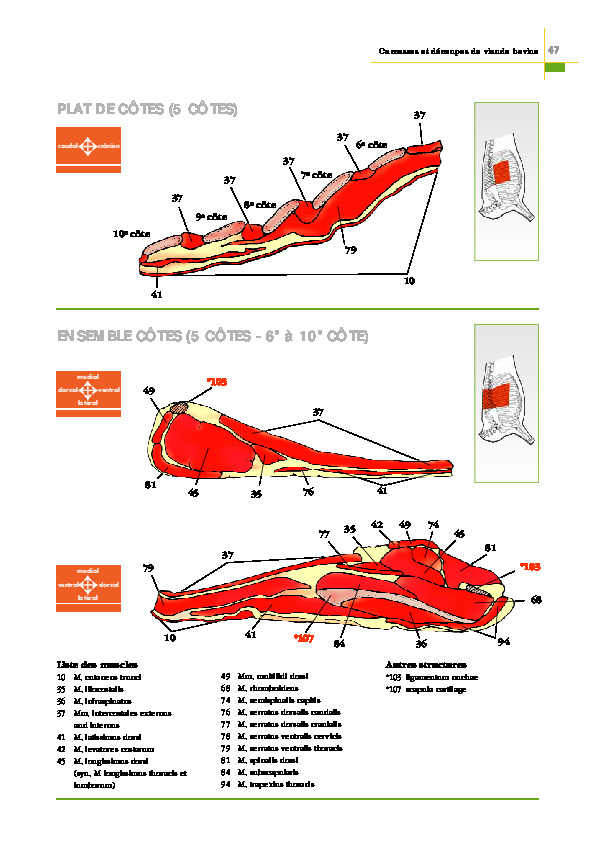 Carcasses et découpes de viande bovine 47
PLAT DE CÔTES (5 CÔTES)
caudal crânien
37
37
6e côte
37
7e côte
37
8e côte
37
9e côte
10e côte
79
10
41
ENSEMBLE CÔTES (5 CÔTES - 6e à 10e CÔTE)
medial
dorsal ventral
lateral
*103
49
37
81
45
35
76
41
medial
ventral dorsal
lateral
77
35
42
49
74
45
81
*103
37
79
68
10
41
*107
84
36
94
Liste des muscles
10 M. cutaneus trunci
35 M. iliocostalis
36 M. infraspinatus
37 Mm. intercostales externus
and internus
41 M. latissimus dorsi
42 M. levatores costarum
45 M. longissimus dorsi
(syn. M longissimus thoracis et
lumborum)
49 Mm. multifidi dorsi
68 M. rhomboideus
74 M. semispinalis capitis
76 M. serratus dorsalis caudalis
77 M. serratus dorsalis cranialis
78 M. serratus ventralis cervicis
79 M. serratus ventralis thoracis
81 M. spinalis dorsi
84 M. subscapularis
94 M. trapezius thoracis
Autres structures
*103 ligamentum nuchae
*107 scapula cartilage